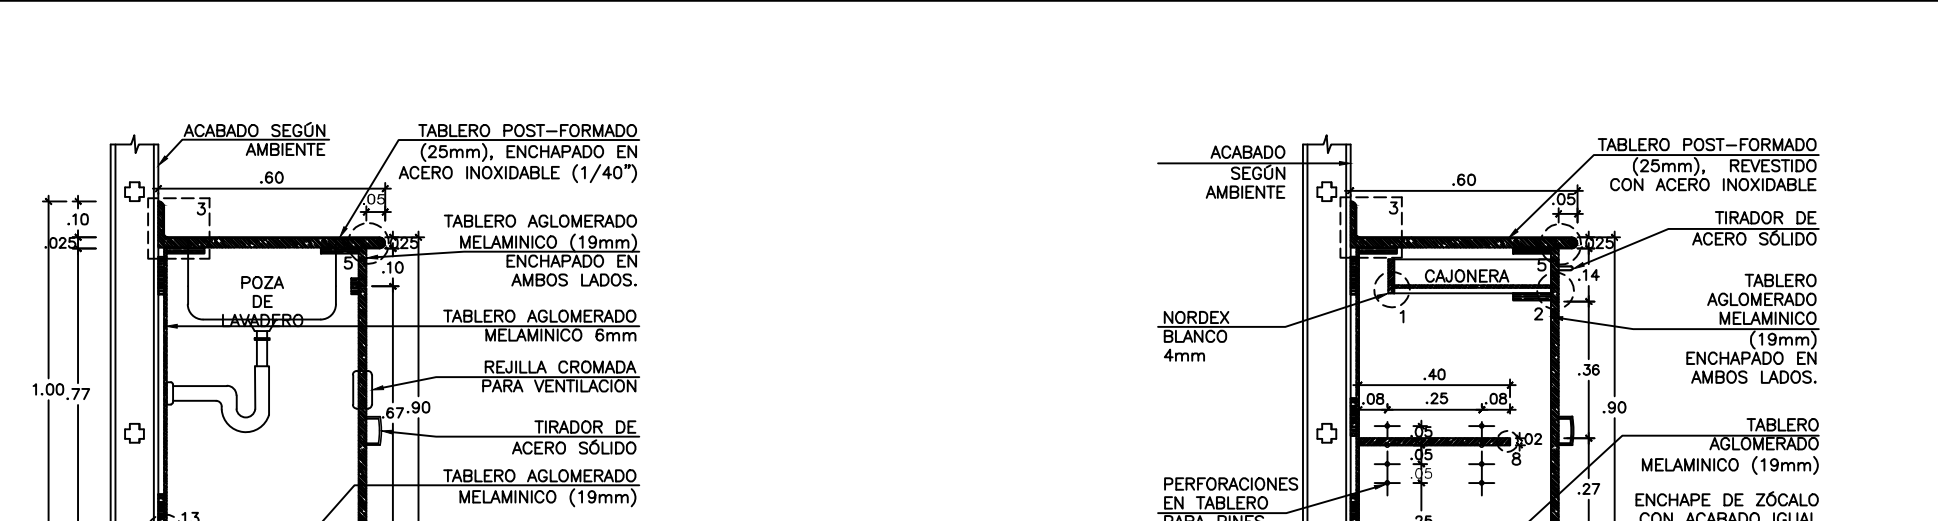 ACABADO SEGÚN
AMBIENTE
TABLERO POST-FORMADO
(25mm), ENCHAPADO EN
ACERO INOXIDABLE (1/40")
.60
.05
3
.10
.025
.025
TABLERO AGLOMERADO
MELAMINICO (19mm)
ENCHAPADO EN
AMBOS LADOS.
5
.10
POZA
DE
LAVADERO
TABLERO AGLOMERADO
MELAMINICO 6mm
REJILLA CROMADA
PARA VENTILACION
1.00
.77
.67
.90
TIRADOR DE
ACERO SÓLIDO
TABLERO AGLOMERADO
MELAMINICO (19mm)
.13
ACABADO
SEGÚN
AMBIENTE
TABLERO POST-FORMADO
(25mm), REVESTIDO
CON ACERO INOXIDABLE
.60
.05
3
TIRADOR DE
ACERO SÓLIDO
.025
5
.14
CAJONERA
TABLERO
AGLOMERADO
MELAMINICO
(19mm)
ENCHAPADO EN
AMBOS LADOS.
1
2
NORDEX
BLANCO
4mm
.36
.40
.08
.25
.08
.90
.05
.02
.05
8
.05
TABLERO
AGLOMERADO
MELAMINICO (19mm)
.27
PERFORACIONES
EN TABLERO
PARA PINES
.25
ENCHAPE DE ZÓCALO
CON ACABADO IGUAL